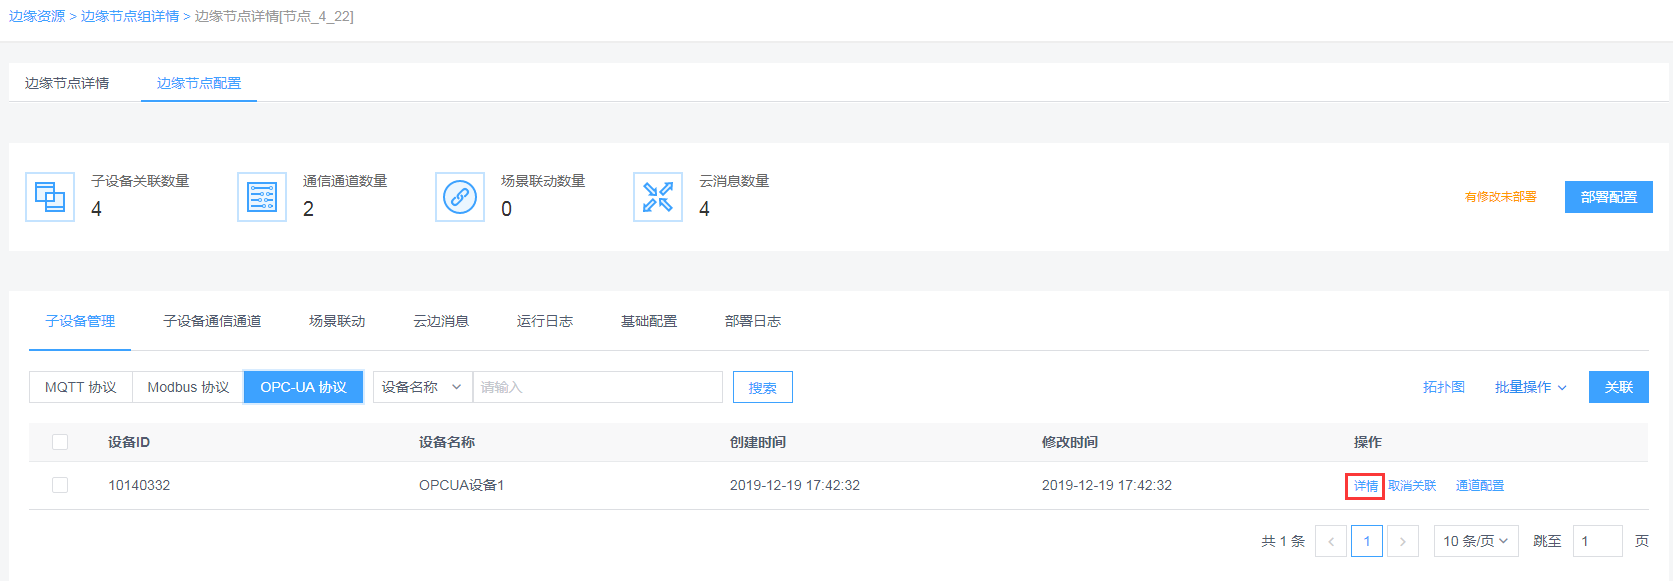 边缘资源 > 边缘节点组详情 > 边缘节点详情[节点_4_22]
边缘节点详情 边缘节点配置
子设备关联数量 通信通道数量 场景联动数量 云消息数量
4 2 0 4
有修改未部署 部署配置
子设备管理 子设备通信通道 场景联动 云边消息 运行日志 基础配置 部署日志
MQTT 协议 Modbus 协议 OPC-UA 协议 设备名称 请输入 搜索 拓扑图 批量操作 关联
设备ID 设备名称 创建时间 修改时间 操作
10140332 OPCUA设备1 2019-12-19 17:42:32 2019-12-19 17:42:32 详情 取消关联 通道配置
共 1 条 < 1 > 10 条/页 跳至 1 页